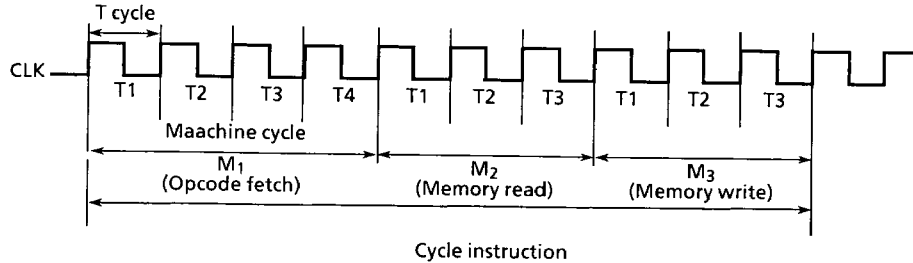 T cycle
CLK
T1 T2 T3 T4 T1 T2 T3 T1 T2 T3
Maachine cycle
M1 M2 M3
(Opcode fetch) (Memory read) (Memory write)
Cycle instruction